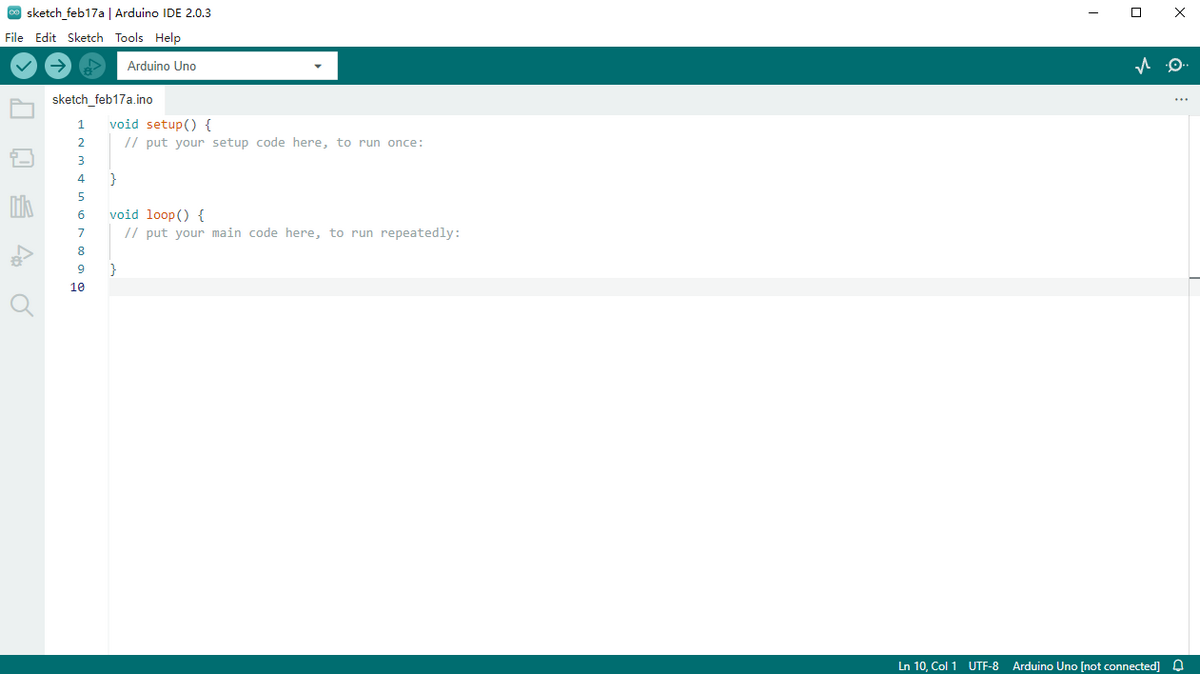 sketch_feb17a | Arduino IDE 2.0.3
File Edit Sketch Tools Help
Arduino Uno
sketch_feb17a.ino
1 void setup() {
2 // put your setup code here, to run once:
3
4 }
5
6 void loop() {
7 // put your main code here, to run repeatedly:
8
9 }
10
Ln 10, Col 1 UTF-8 Arduino Uno [not connected]